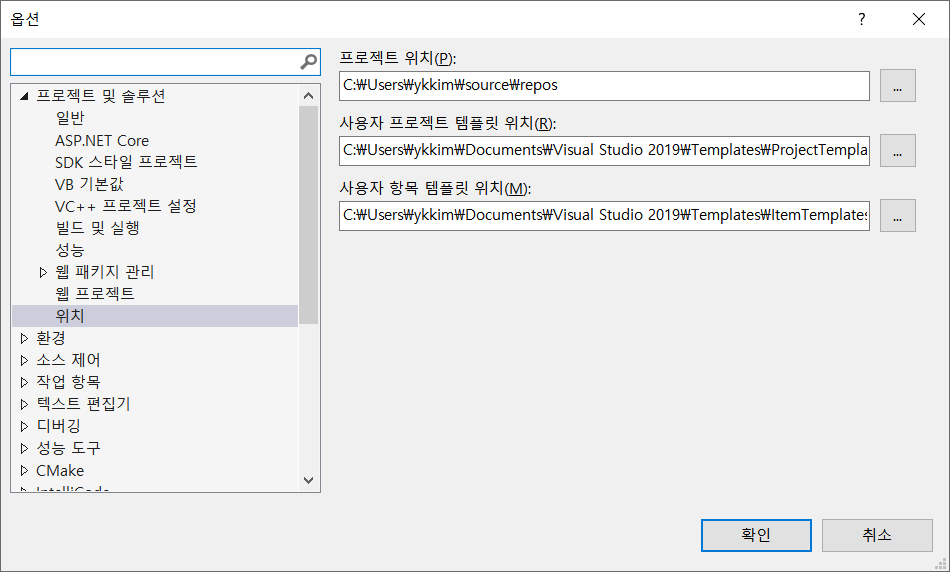 옵션
?
프로젝트 및 솔루션
일반
ASP.NET Core
SDK 스타일 프로젝트
VB 기본값
VC++ 프로젝트 설정
빌드 및 실행
성능
웹 패키지 관리
웹 프로젝트
위치
환경
소스 제어
작업 항목
텍스트 편집기
디버깅
성능 도구
CMake
IntelliCode
프로젝트 위치(P):
C:₩Users₩ykkim₩source₩repos
...
사용자 프로젝트 템플릿 위치(R):
C:₩Users₩ykkim₩Documents₩Visual Studio 2019₩Templates₩ProjectTempla
...
사용자 항목 템플릿 위치(M):
C:₩Users₩ykkim₩Documents₩Visual Studio 2019₩Templates₩ItemTemplates
...
확인
취소